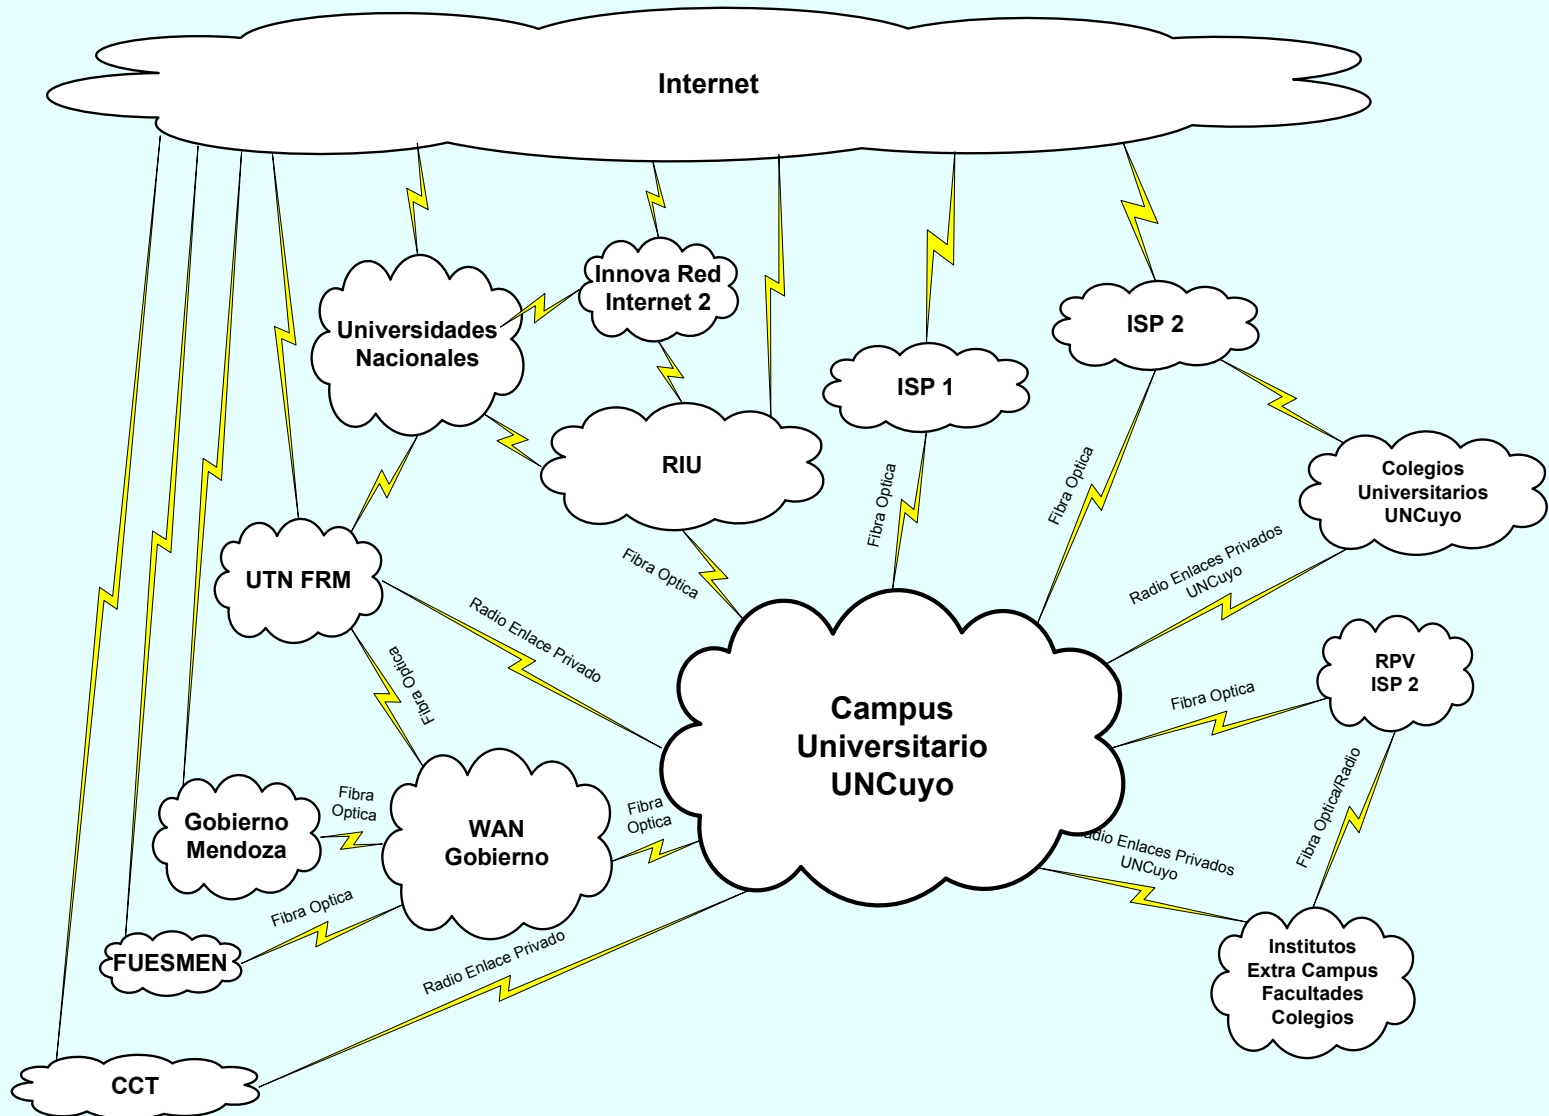 Internet
Innova Red
Internet 2
Universidades
Nacionales
ISP 2
ISP 1
RIU
Colegios
Universitarios
UNCuyo
Fibra Optica
Fibra Optica
Fibra Optica
Radio Enlaces Privados
UNCuyo
UTN FRM
Radio Enlace Privado
Fibra Optica
RPV
ISP 2
Fibra Optica
Campus
Universitario
UNCuyo
Fibra Optica/Radio
Gobierno
Mendoza
Fibra
Optica
WAN
Gobierno
Fibra
Optica
Enlaces Privados
UNCuyo
Fibra Optica
FUESMEN
Radio Enlace Privado
Institutos
Extra Campus
Facultades
Colegios
CCT